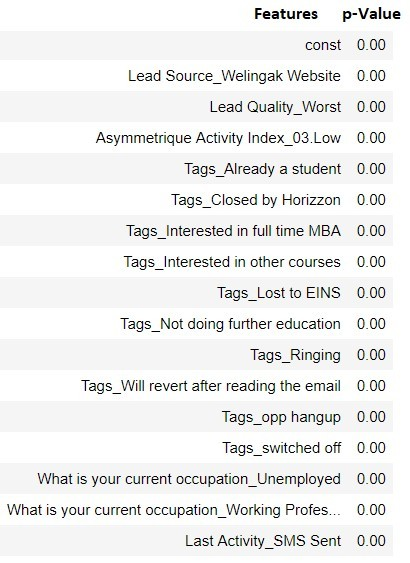 Features p-Value
const 0.00
Lead Source_Welingak Website 0.00
Lead Quality_Worst 0.00
Asymmetrique Activity Index_03.Low 0.00
Tags_Already a student 0.00
Tags_Closed by Horizzon 0.00
Tags_Interested in full time MBA 0.00
Tags_Interested in other courses 0.00
Tags_Lost to EINS 0.00
Tags_Not doing further education 0.00
Tags_Ringing 0.00
Tags_Will revert after reading the email 0.00
Tags_opp hangup 0.00
Tags_switched off 0.00
What is your current occupation_Unemployed 0.00
What is your current occupation_Working Profes... 0.00
Last Activity_SMS Sent 0.00